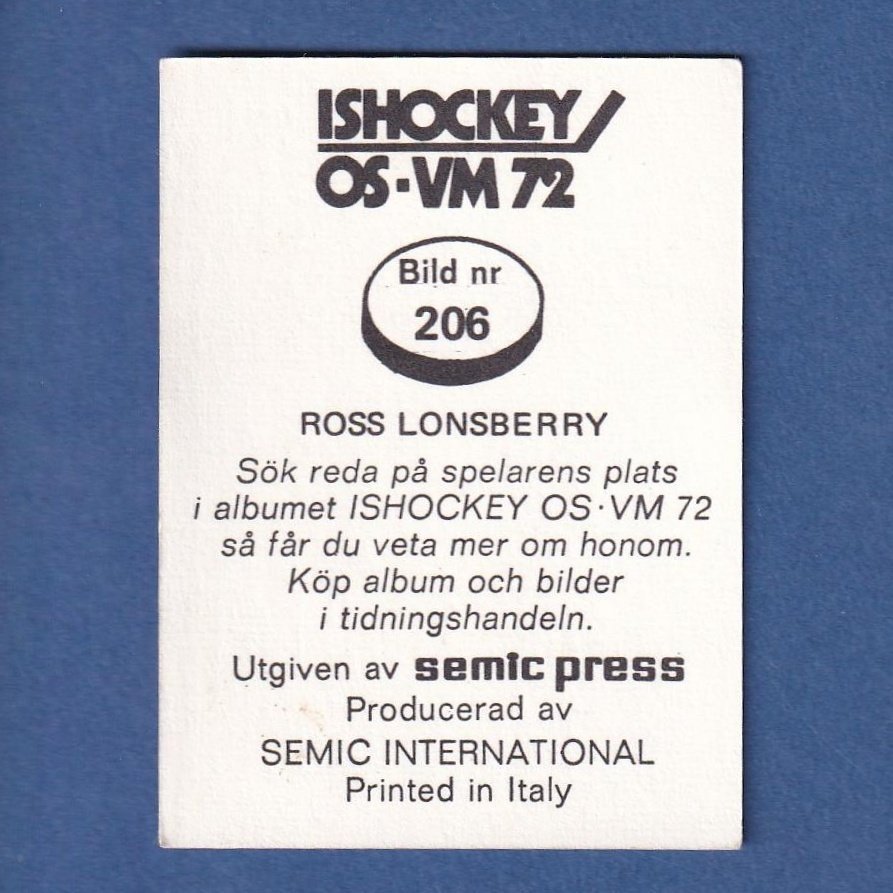 ISHOCKEY
OS·VM 72
Bild nr
206
ROSS LONSBERRY
Sök reda på spelarens plats
i albumet ISHOCKEY OS·VM 72
så får du veta mer om honom.
Köp album och bilder
i tidningshandeln.
Utgiven av semic press
Producerad av
SEMIC INTERNATIONAL
Printed in Italy